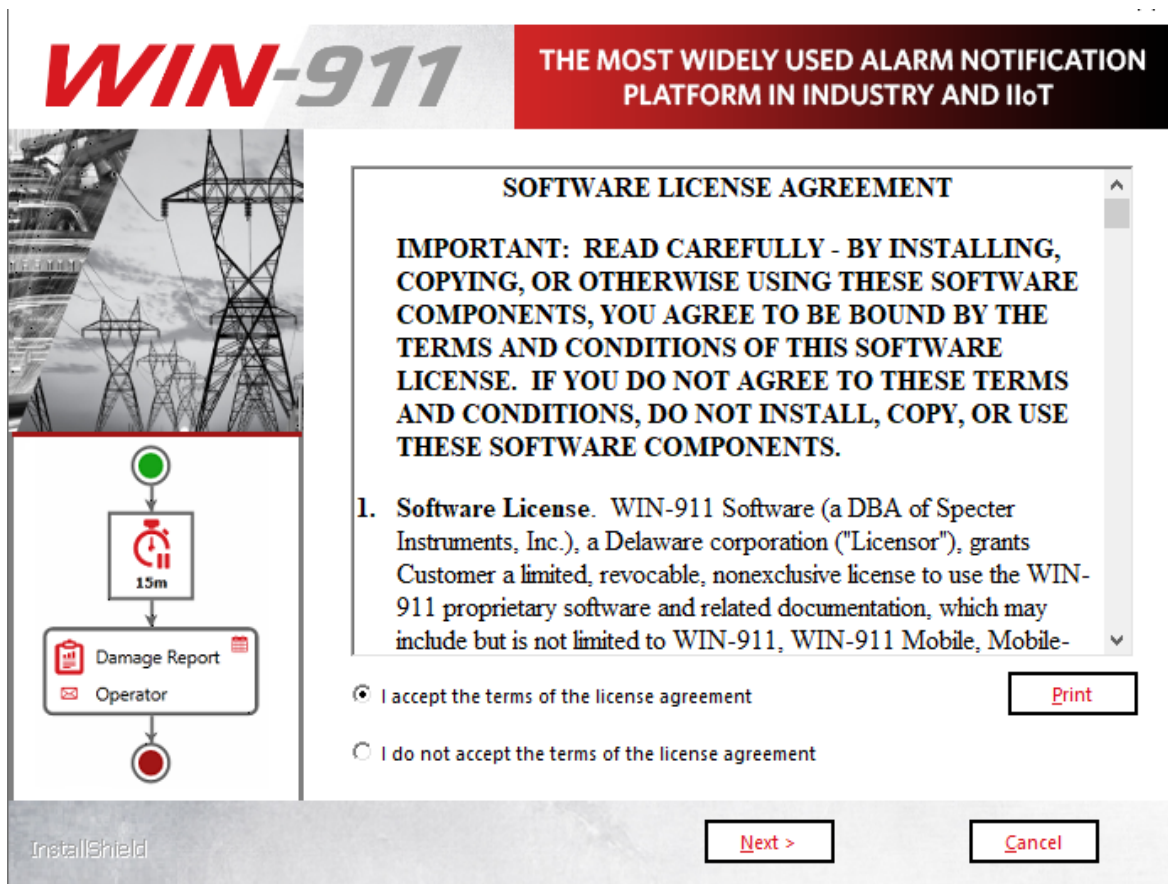 WIN-911
THE MOST WIDELY USED ALARM NOTIFICATION
PLATFORM IN INDUSTRY AND IIoT
SOFTWARE LICENSE AGREEMENT
IMPORTANT: READ CAREFULLY - BY INSTALLING,
COPYING, OR OTHERWISE USING THESE SOFTWARE
COMPONENTS, YOU AGREE TO BE BOUND BY THE
TERMS AND CONDITIONS OF THIS SOFTWARE
LICENSE. IF YOU DO NOT AGREE TO THESE TERMS
AND CONDITIONS, DO NOT INSTALL, COPY, OR USE
THESE SOFTWARE COMPONENTS.
1. Software License. WIN-911 Software (a DBA of Specter
Instruments, Inc.), a Delaware corporation ("Licensor"), grants
Customer a limited, revocable, nonexclusive license to use the WIN-
911 proprietary software and related documentation, which may
include but is not limited to WIN-911, WIN-911 Mobile, Mobile-
15m
Damage Report
Operator
I accept the terms of the license agreement
Print
I do not accept the terms of the license agreement
InstallShield
Next >
Cancel